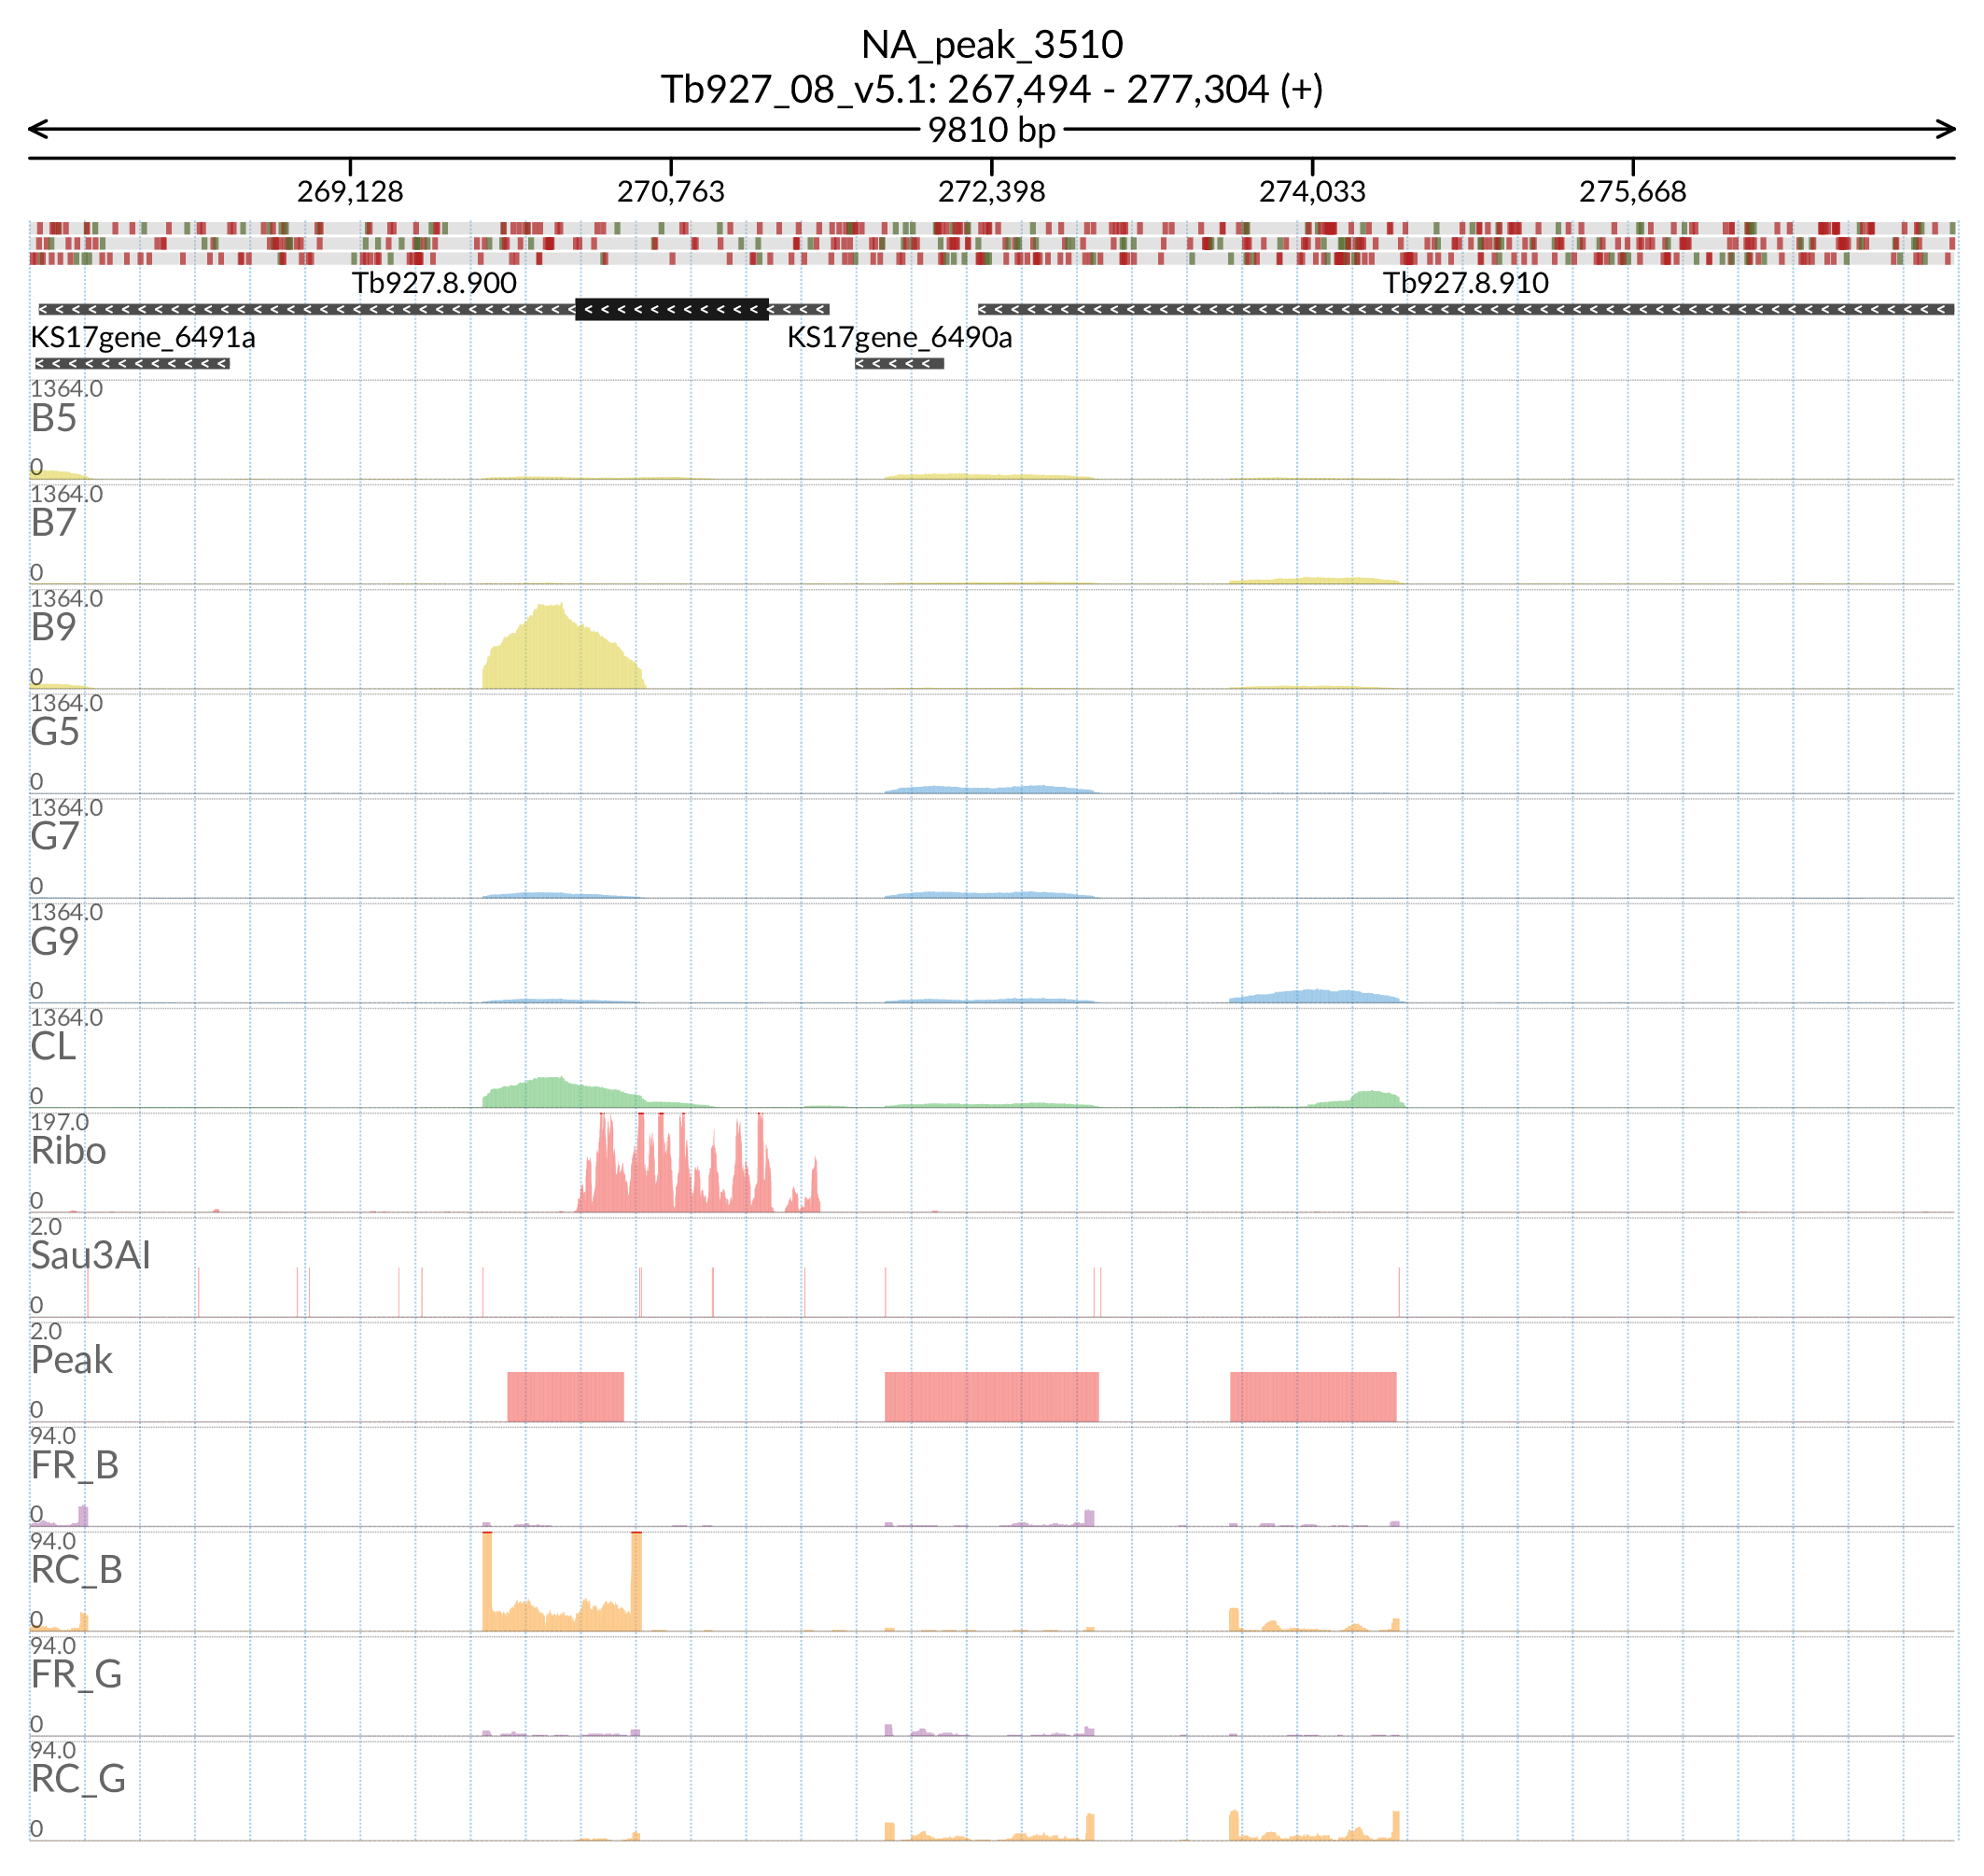 NA_peak_3510
Tb927_08_v5.1: 267,494 - 277,304 (+)
9810 bp
269,128 270,763 272,398 274,033 275,668
Tb927.8.900 Tb927.8.910
KS17gene_6491a KS17gene_6490a
1364.0
B5
0
1364.0
B7
0
1364.0
B9
0
1364.0
G5
0
1364.0
G7
0
1364.0
G9
0
1364.0
CL
0
197.0
Ribo
0
2.0
Sau3AI
0
2.0
Peak
0
94.0
FR_B
0
94.0
RC_B
0
94.0
FR_G
0
94.0
RC_G
0